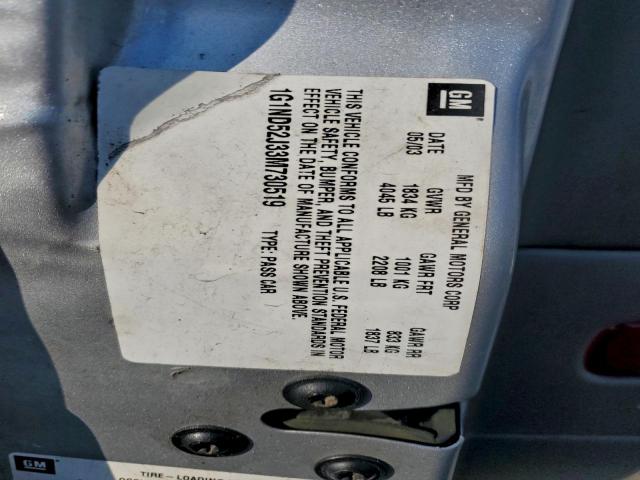 GM
MFD BY GENERAL MOTORS CORP
DATE GVWR GAWR FRT GAWR RR
05/03 1834 KG 1001 KG 833 KG
4045 LB 2208 LB 1837 LB
THIS VEHICLE CONFORMS TO ALL APPLICABLE U.S. FEDERAL MOTOR
VEHICLE SAFETY, BUMPER, AND THEFT PREVENTION STANDARDS IN
EFFECT ON THE DATE OF MANUFACTURE SHOWN ABOVE.
1G1ND52J33M730519 TYPE: PASS CAR
GM TIRE-LOADING